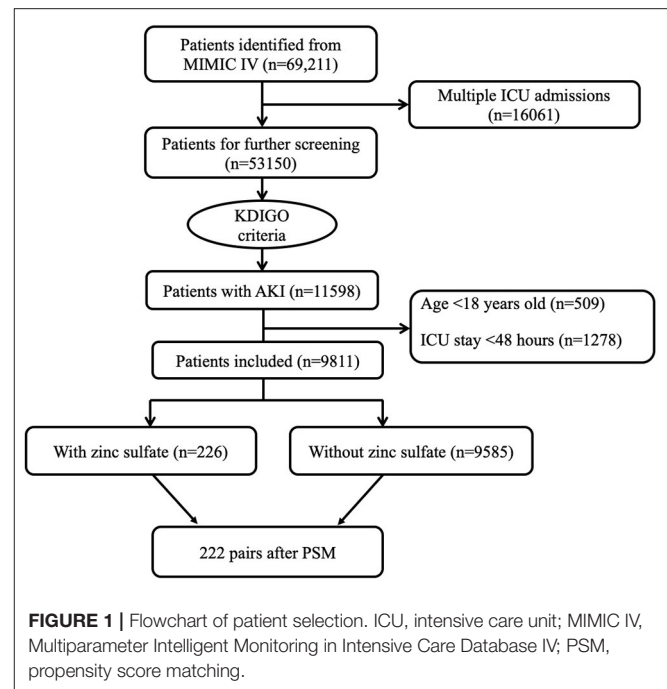 Patients identified from
MIMIC IV (n=69,211)
Multiple ICU admissions
(n=16061)
Patients for further screening
(n=53150)
KDIGO
criteria
Patients with AKI (n=11598)
Age <18 years old (n=509)
ICU stay <48 hours (n=1278)
Patients included (n=9811)
With zinc sulfate (n=226)
Without zinc sulfate (n=9585)
222 pairs after PSM
FIGURE 1 | Flowchart of patient selection. ICU, intensive care unit; MIMIC IV,
Multiparameter Intelligent Monitoring in Intensive Care Database IV; PSM,
propensity score matching.